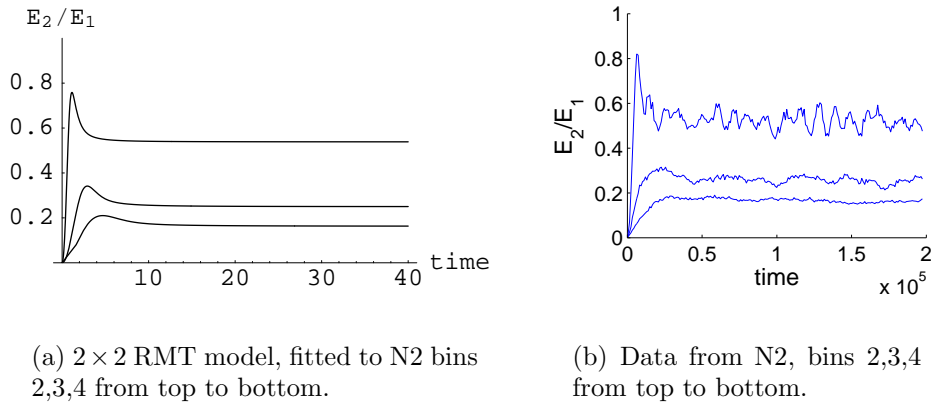 E₂/E₁
0.8
0.6
0.4
0.2
10 20 30 40 time
1
0.8
0.6
0.4
0.2
0
E₂/E₁
0 0.5 1 1.5 2
time
x 10⁵
(a) 2 × 2 RMT model, fitted to N2 bins
2,3,4 from top to bottom.
(b) Data from N2, bins 2,3,4
from top to bottom.